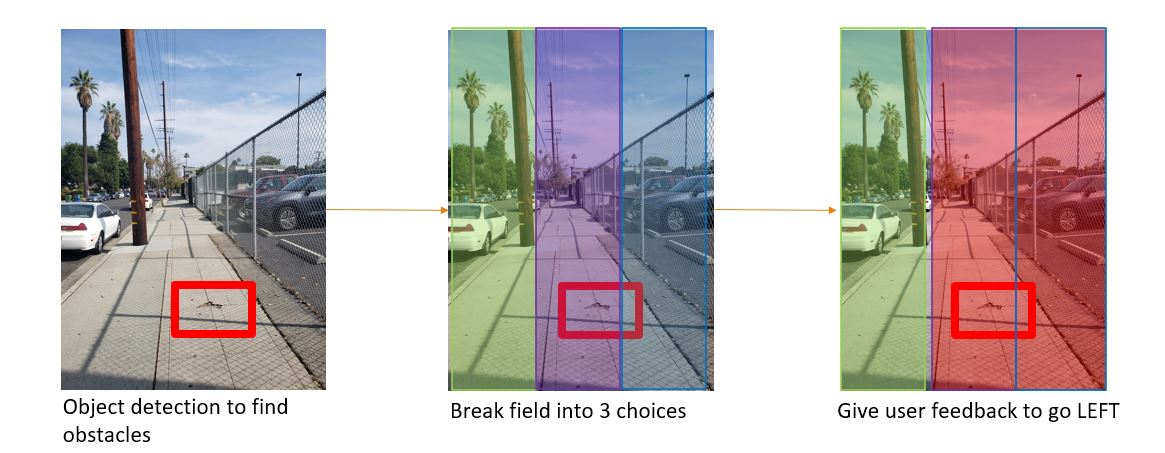 Object detection to find
obstacles
Break field into 3 choices
Give user feedback to go LEFT